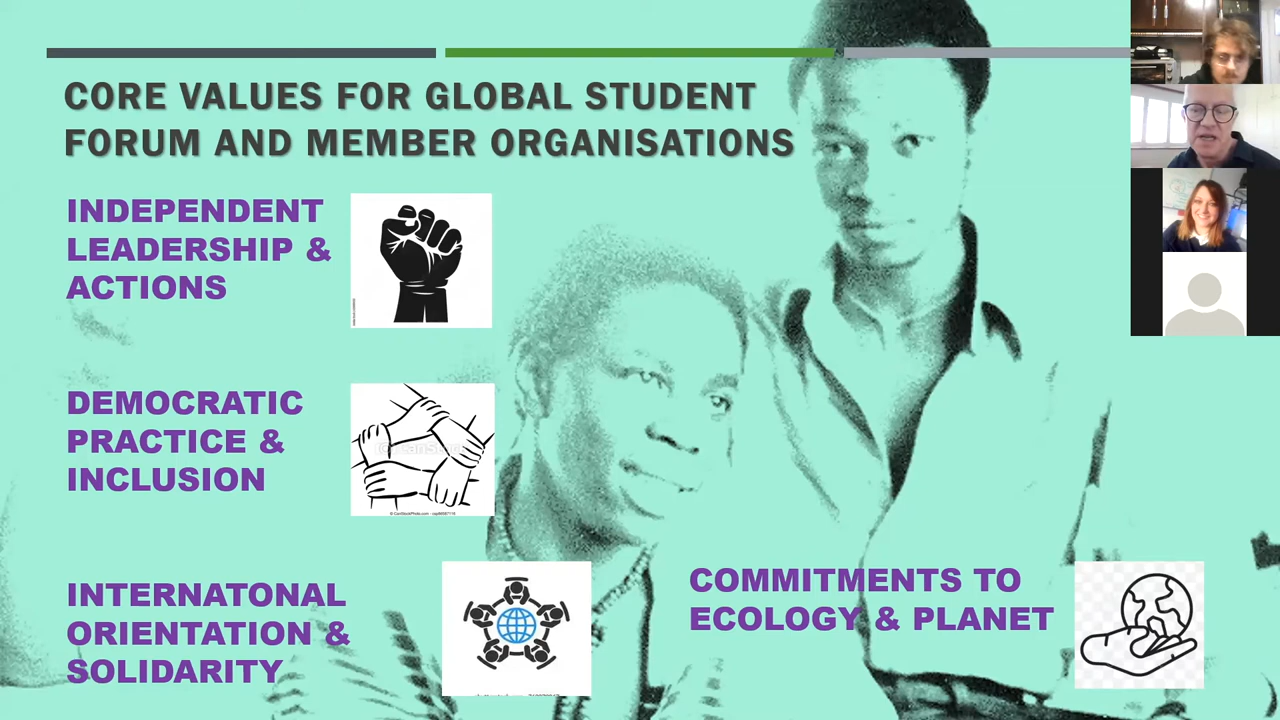 CORE VALUES FOR GLOBAL STUDENT
FORUM AND MEMBER ORGANISATIONS
INDEPENDENT
LEADERSHIP &
ACTIONS
DEMOCRATIC
PRACTICE &
INCLUSION
INTERNATONAL
ORIENTATION &
SOLIDARITY
COMMITMENTS TO
ECOLOGY & PLANET